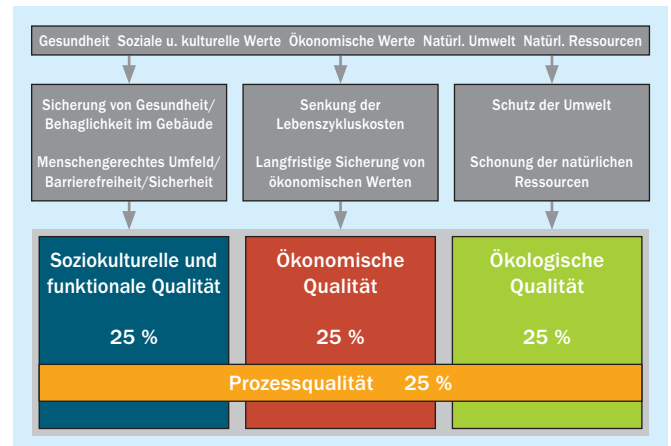 Gesundheit Soziale u. kulturelle Werte Ökonomische Werte Natürl. Umwelt Natürl. Ressourcen
Sicherung von Gesundheit/
Behaglichkeit im Gebäude
Menschengerechtes Umfeld/
Barrierefreiheit/Sicherheit
Senkung der
Lebenszykluskosten
Langfristige Sicherung von
ökonomischen Werten
Schutz der Umwelt
Schonung der natürlichen
Ressourcen
Soziokulturelle und
funktionale Qualität
25 %
Ökonomische
Qualität
25 %
Ökologische
Qualität
25 %
Prozessqualität 25 %